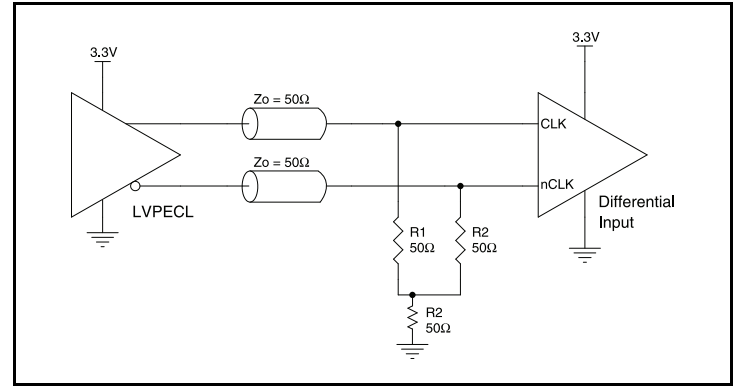 3.3V
3.3V
Zo = 50Ω
CLK
Zo = 50Ω
nCLK
LVPECL
Differential
Input
R1
50Ω
R2
50Ω
R2
50Ω